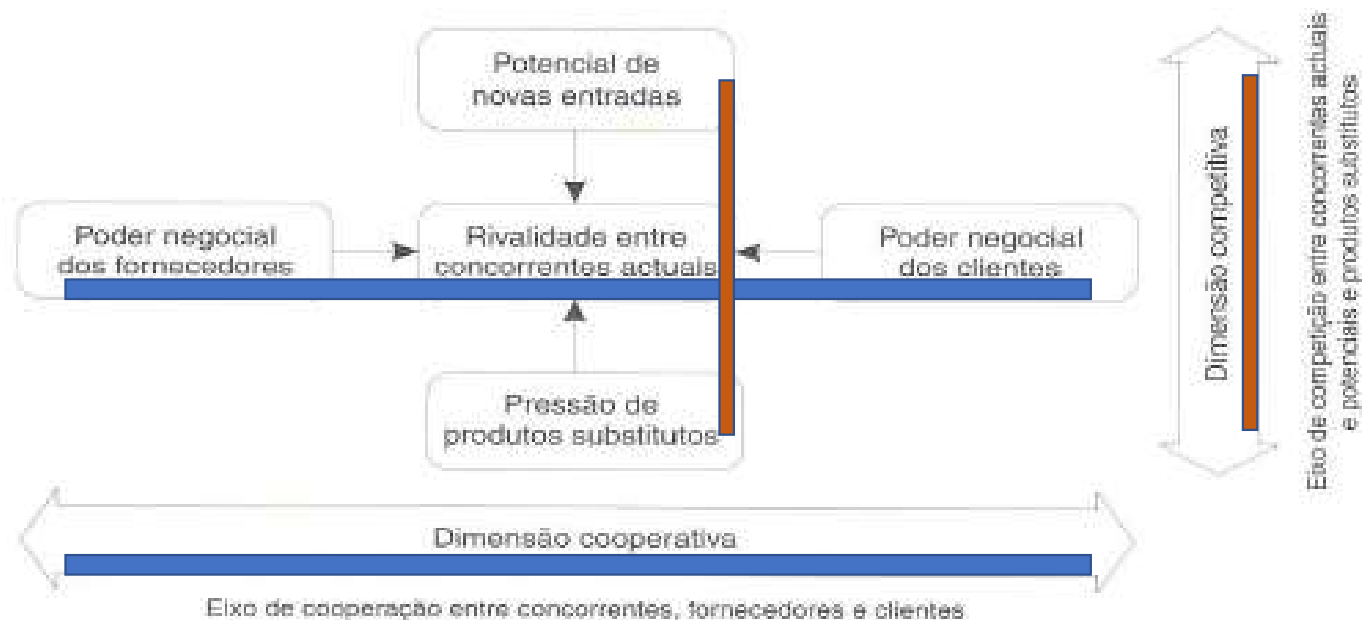 Potencial de
novas entradas
Poder negocial
dos fornecedores
Rivalidade entre
concorrentes actuais
Poder negocial
dos clientes
Pressão de
produtos substitutos
Dimensão cooperativa
Eixo de cooperação entre concorrentes, fornecedores e clientes
Dimensão competitiva
Eixo de competição entre concorrentes actuais
e potenciais e produtos substitutos